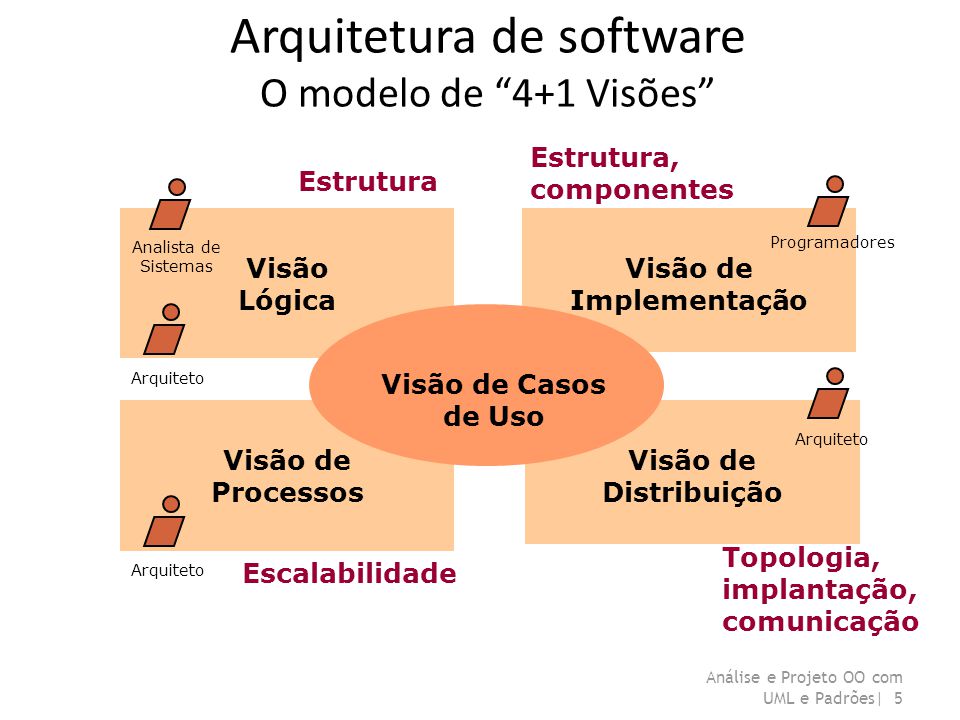 Arquitetura de software
O modelo de “4+1 Visões”
Estrutura
Estrutura,
componentes
Analista de
Sistemas
Visão
Lógica
Arquiteto
Programadores
Visão de
Implementação
Visão de Casos
de Uso
Visão de
Processos
Arquiteto
Escalabilidade
Arquiteto
Visão de
Distribuição
Topologia,
implantação,
comunicação
Análise e Projeto OO com
UML e Padrões| 5